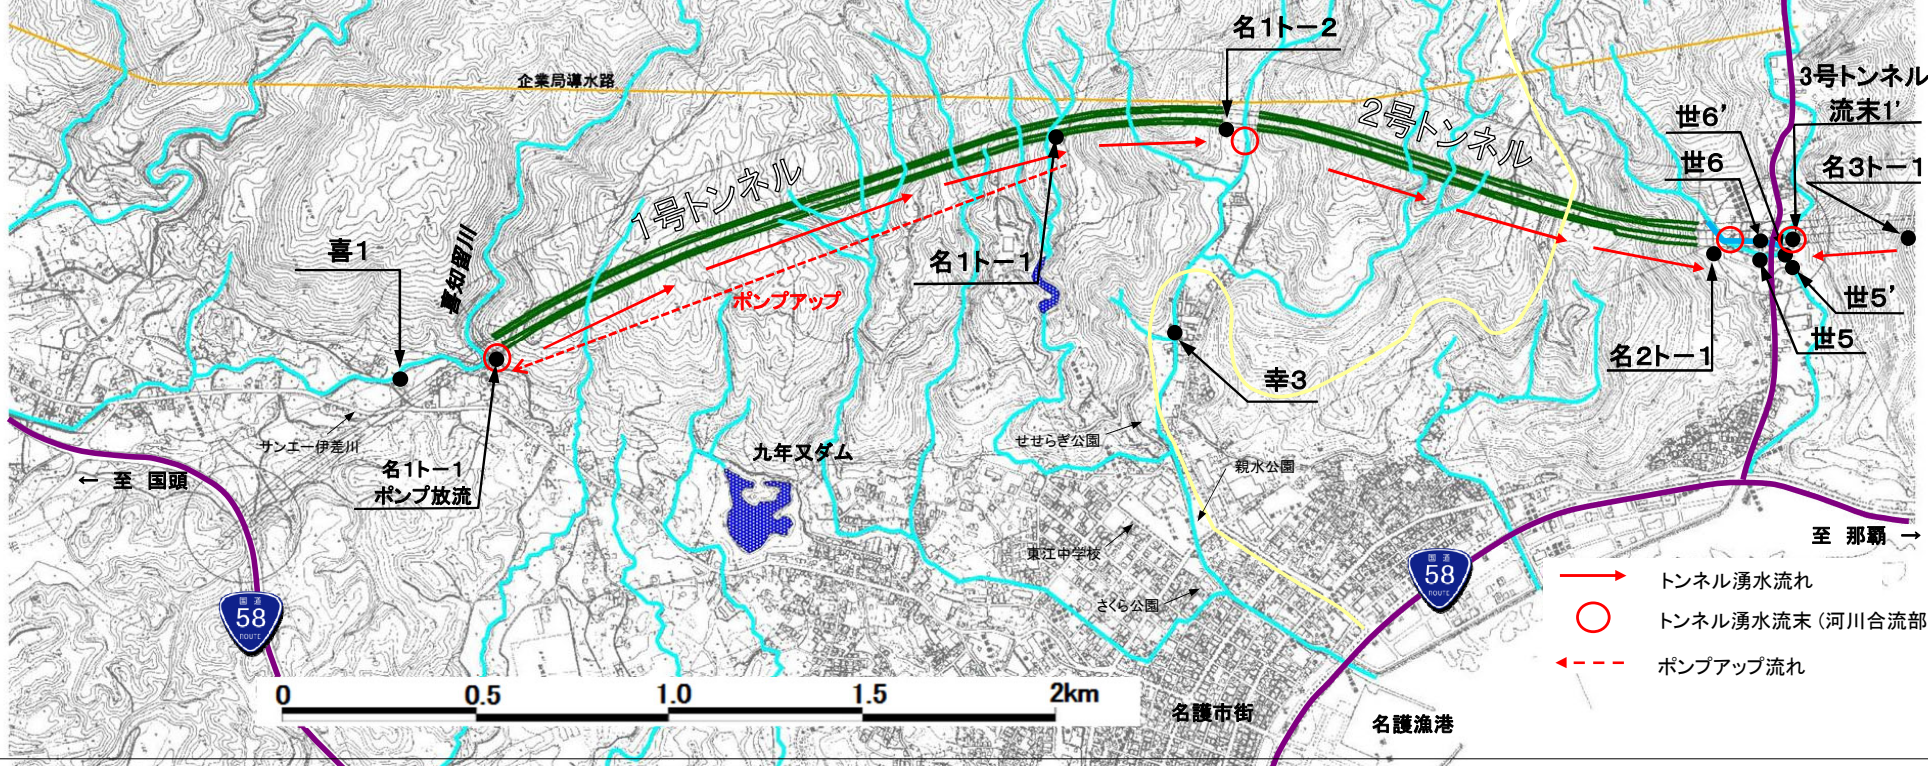 名1トー2
企業局導水路
3号トンネル
流末1'
世6’
世6
名3トー1
2号トンネル
1号トンネル
喜1
喜知留川
名1トー1
ポンプアップ
世5’
世5
名2トー1
幸3
サンエー伊差川
← 至 国頭
名1トー1
ポンプ放流
九年又ダム
せせらぎ公園
親水公園
東江中学校
さくら公園
至 那覇 →
国道
58
ROUTE
国道
58
ROUTE
トンネル湧水流れ
トンネル湧水流末 (河川合流部
ポンプアップ流れ
0 0.5 1.0 1.5 2km
名護市街
名護漁港